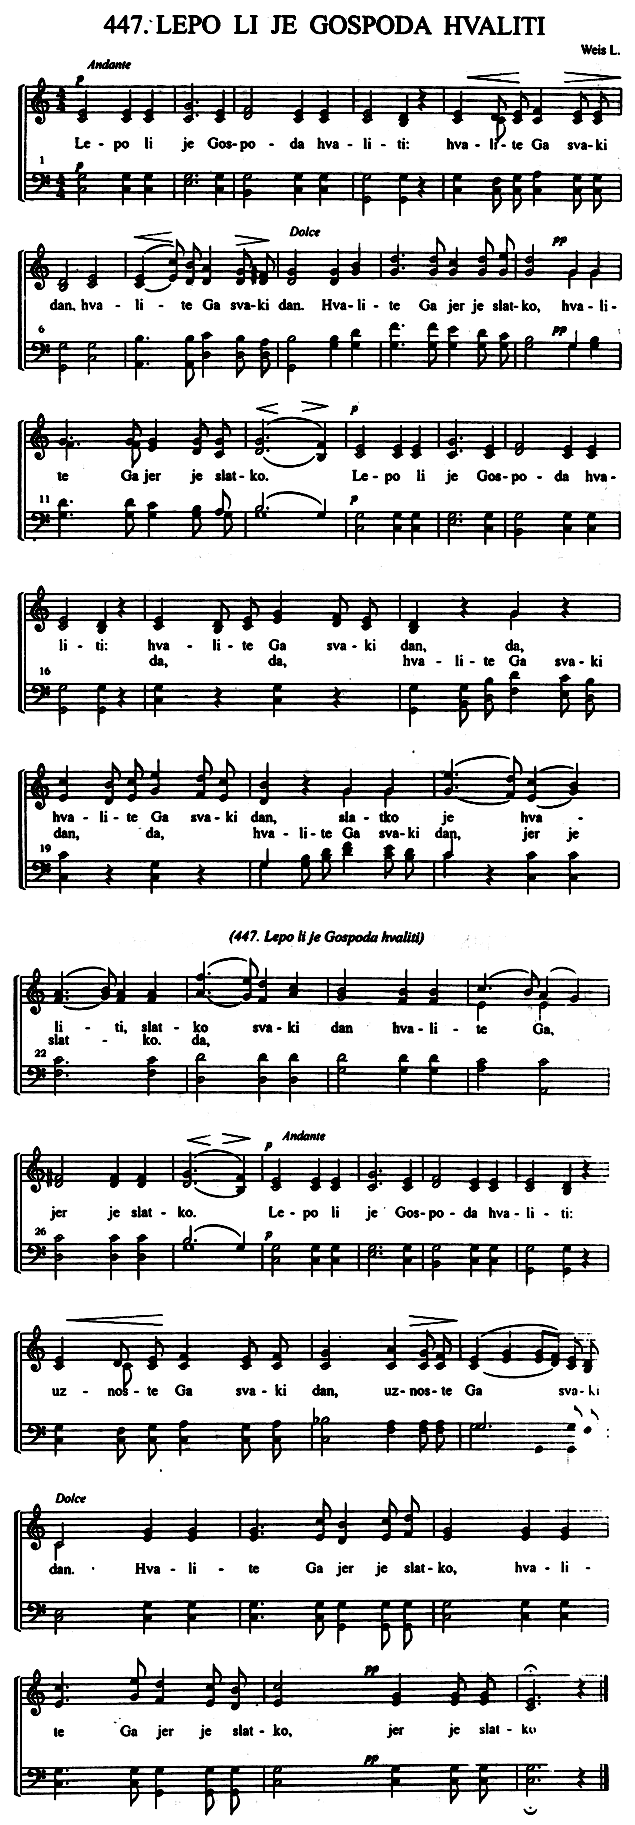 447. LEPO LI JE GOSPODA HVALITI
Weis L.
Andante
p
Le - po li je Gos - po - da hva - li - ti: hva - li - te Ga sva - ki
1
p
Dolce
pp
dan, hva - li - te Ga sva - ki dan. Hva - li - te Ga jer je slat - ko, hva - li -
6
pp
p
te Ga jer je slat - ko. Le - po li je Gos - po - da hva -
11
p
li - ti: hva - li - te Ga sva - ki dan, da,
da, da, hva - li - te Ga sva - ki
16
hva - li - te Ga sva - ki dan, sla - tko je hva -
dan, da, hva - li - te Ga sva - ki dan, jer je
19
(447. Lepo li je Gospoda hvaliti)
li - ti, slat - ko sva - ki dan hva - li - te Ga,
slat - ko. da,
22
p Andante
jer je slat - ko. Le - po li je Gos - po - da hva - li - ti:
26
p
uz - nos - te Ga sva - ki dan, uz - nos - te Ga sva - ki
Dolce
dan. Hva - li - te Ga jer je slat - ko, hva - li -
pp
te Ga jer je slat - ko, jer je slat - ko
pp